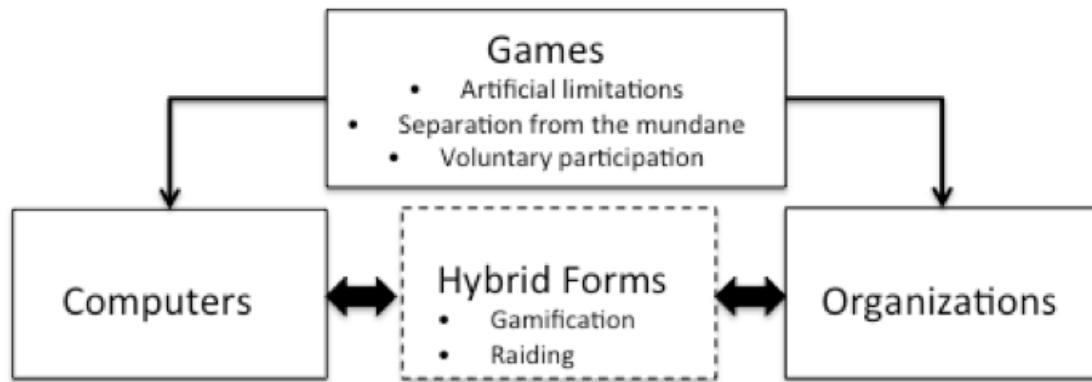 Games
• Artificial limitations
• Separation from the mundane
• Voluntary participation
Computers
Hybrid Forms
• Gamification
• Raiding
Organizations